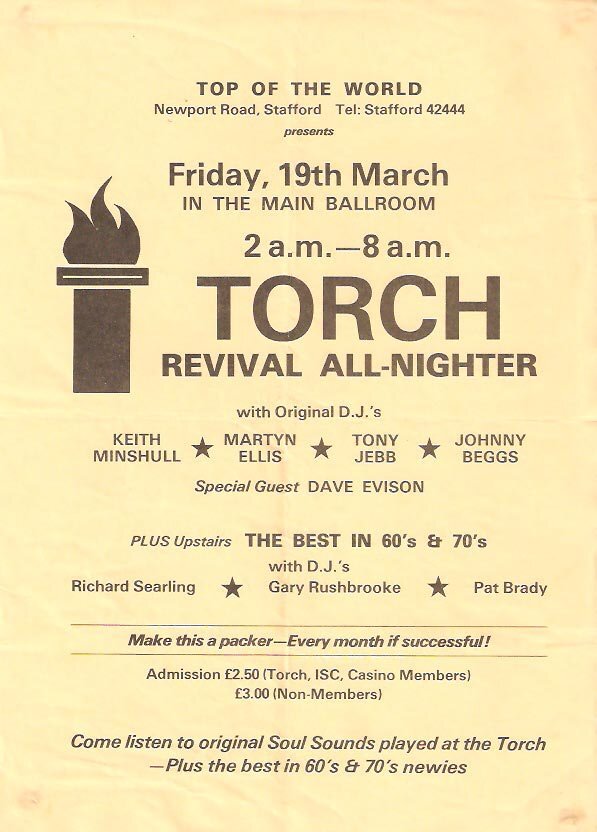 TOP OF THE WORLD
Newport Road, Stafford Tel: Stafford 42444
presents
Friday, 19th March
IN THE MAIN BALLROOM
2 a.m.—8 a.m.
TORCH
REVIVAL ALL-NIGHTER
with Original D.J.'s
KEITH MINSHULL ★ MARTYN ELLIS ★ TONY JEBB ★ JOHNNY BEGGS
Special Guest DAVE EVISON
PLUS Upstairs THE BEST IN 60's & 70's
with D.J.'s
Richard Searling ★ Gary Rushbrooke ★ Pat Brady
Make this a packer—Every month if successful!
Admission £2.50 (Torch, ISC, Casino Members)
£3.00 (Non-Members)
Come listen to original Soul Sounds played at the Torch
—Plus the best in 60's & 70's newies